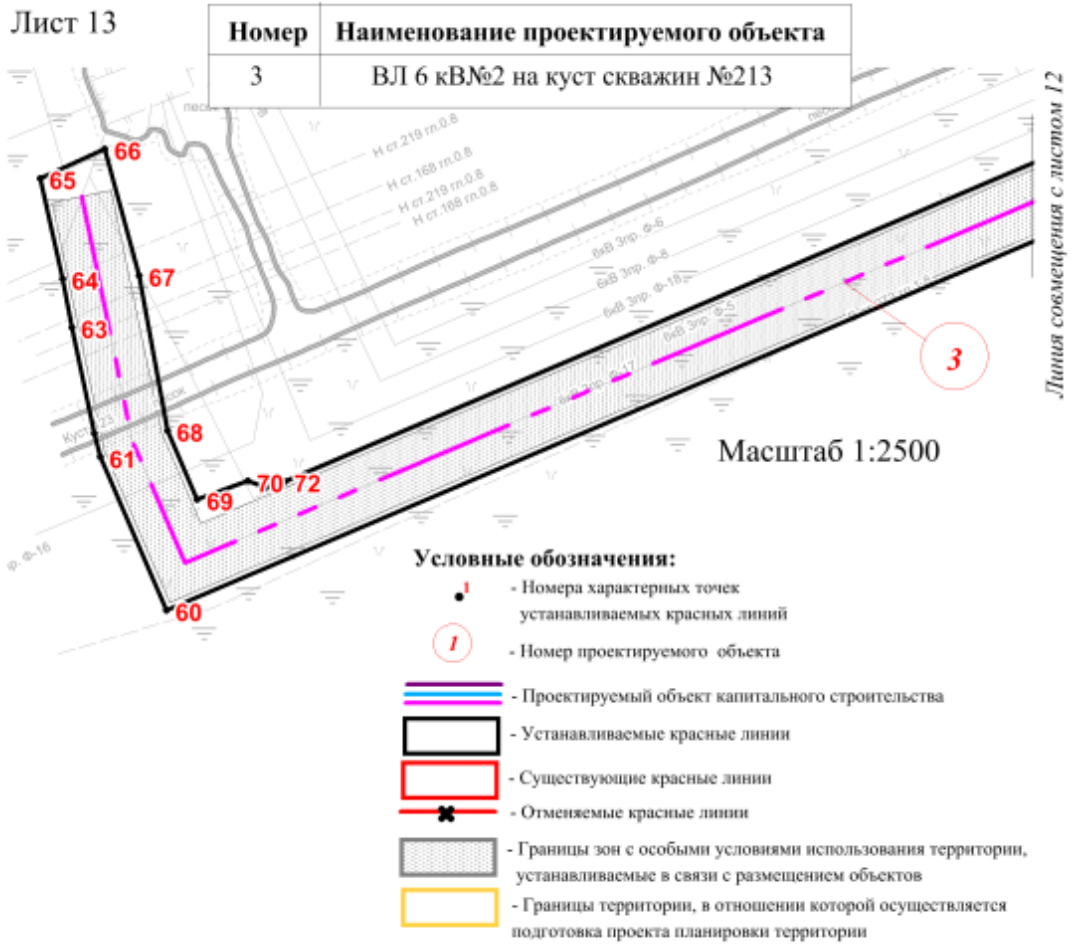 Лист 13
Номер Наименование проектируемого объекта
3 ВЛ 6 кВ№2 на куст скважин №213
Линия совмещения с листом 12
66
65
Н ст.219 гл.0.8
Н ст.168 гл.0.8
Н ст.219 гл.0.8
Н ст.168 гл.0.8
64
67
63
6кВ 3пр. Ф-6
6кВ 3пр. Ф-8
6кВ 3пр. Ф-18
6кВ 3пр. Ф-5
6кВ 3пр. Ф-17
3
68
61
69
70
72
Ф-16
60
Масштаб 1:2500
Условные обозначения:
1 - Номера характерных точек
устанавливаемых красных линий
1 - Номер проектируемого объекта
- Проектируемый объект капитального строительства
- Устанавливаемые красные линии
- Существующие красные линии
- Отменяемые красные линии
- Границы зон с особыми условиями использования территории,
устанавливаемые в связи с размещением объектов
- Границы территории, в отношении которой осуществляется
подготовка проекта планировки территории